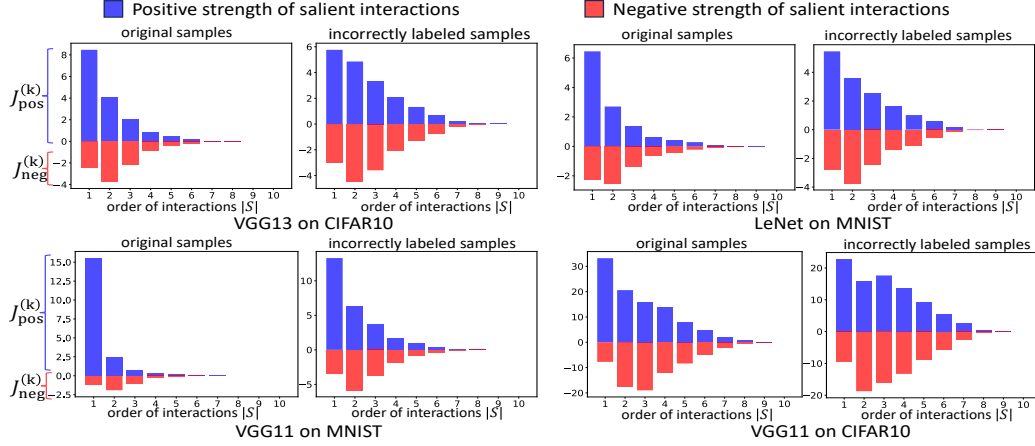 Positive strength of salient interactions
Negative strength of salient interactions
original samples
incorrectly labeled samples
original samples
incorrectly labeled samples
J_pos^(k)
J_neg^(k)
8
6
4
2
0
−2
−4
1 2 3 4 5 6 7 8 9 10
order of interactions |S|
6
4
2
0
−2
−4
1 2 3 4 5 6 7 8 9 10
order of interactions |S|
VGG13 on CIFAR10
6
4
2
0
−2
1 2 3 4 5 6 7 8 9 10
order of interactions |S|
4
2
0
−2
−4
1 2 3 4 5 6 7 8 9 10
order of interactions |S|
LeNet on MNIST
original samples
incorrectly labeled samples
original samples
incorrectly labeled samples
J_pos^(k)
J_neg^(k)
15.0
12.5
10.0
7.5
5.0
2.5
0.0
−2.5
1 2 3 4 5 6 7 8 9 10
order of interactions |S|
10
5
0
−5
1 2 3 4 5 6 7 8 9 10
order of interactions |S|
VGG11 on MNIST
30
20
10
0
−10
−20
1 2 3 4 5 6 7 8 9 10
order of interactions |S|
20
10
0
−10
−20
1 2 3 4 5 6 7 8 9 10
order of interactions |S|
VGG11 on CIFAR10